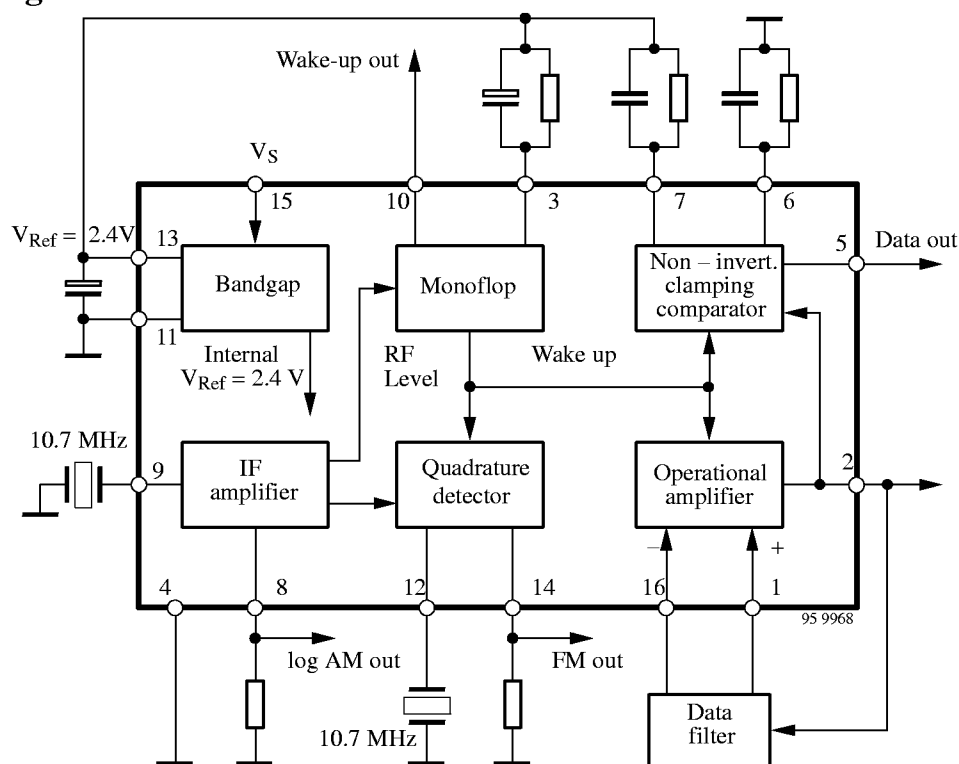 g
Wake-up out
VS
15
10
3
7
6
VRef = 2.4V
13
5
Data out
Bandgap
Monoflop
Non – invert.
clamping
comparator
11
Internal
VRef = 2.4 V
RF
Level
Wake up
10.7 MHz
9
IF
amplifier
Quadrature
detector
Operational
amplifier
2
–
+
4
8
12
14
16
1
95 9968
log AM out
FM out
10.7 MHz
Data
filter